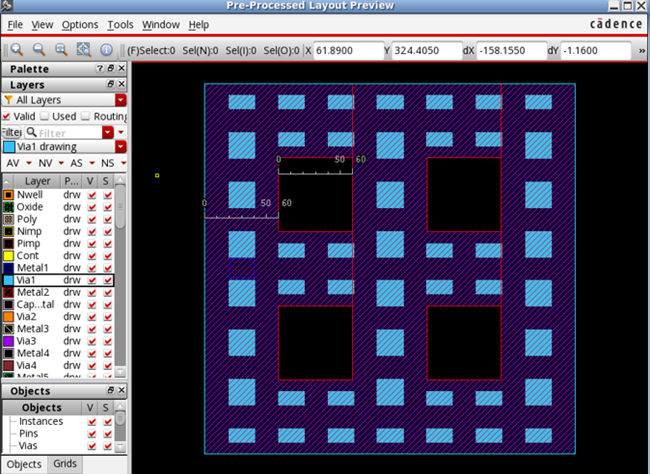 Pre-Processed Layout Preview
File View Options Tools Window Help cādence
(F)Select:0 Sel(N):0 Sel(I):0 Sel(O):0 X 61.8900 Y 324.4050 dX -158.1550 dY -1.1600 »
Palette
Layers
All Layers
Valid Used Routing
Filter Filter
Via1 drawing
AV NV AS NS
Layer P... V S
Nwell drw
Oxide drw
Poly drw
Nimp drw
Pimp drw
Cont drw
Metal1 drw
Via1 drw
Metal2 drw
Cap...tal drw
Via2 drw
Metal3 drw
Via3 drw
Metal4 drw
Via4 drw
Metal5 drw
Objects
Objects V S
Instances
Pins
Vias
Objects Grids
0 50 60
0 50 60